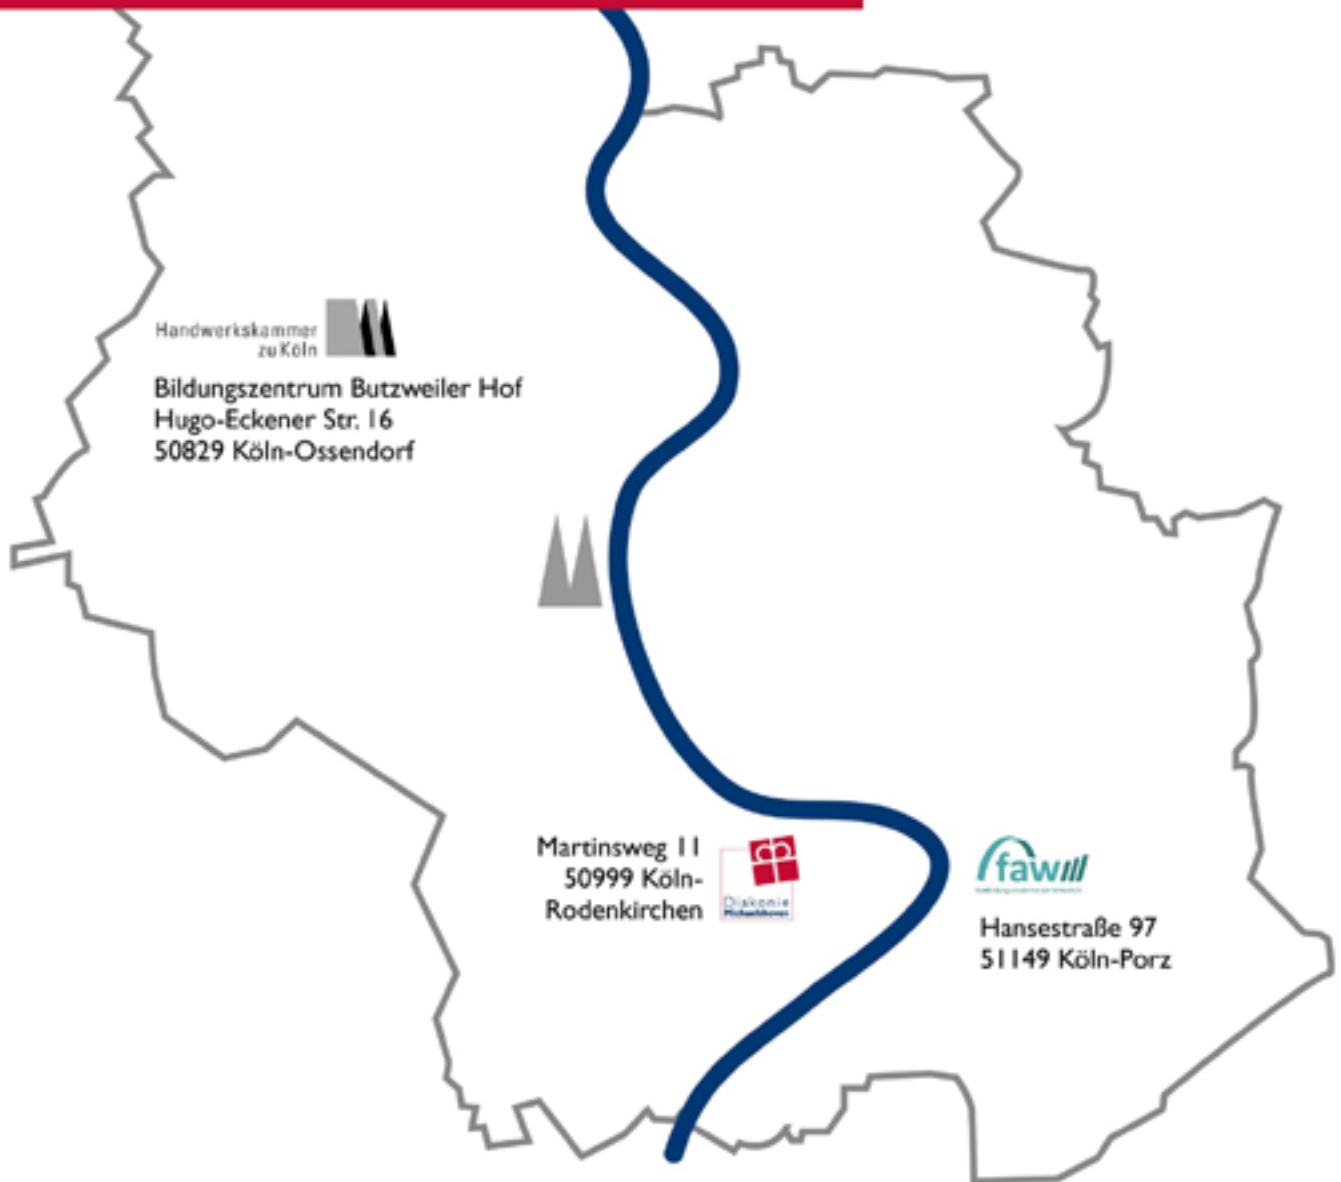 Handwerkskammer
zu Köln
Bildungszentrum Butzweiler Hof
Hugo-Eckener Str. 16
50829 Köln-Ossendorf
Martinsweg 11
50999 Köln-
Rodenkirchen
Diakonie
Michaelshoven
faw
Hansestraße 97
51149 Köln-Porz